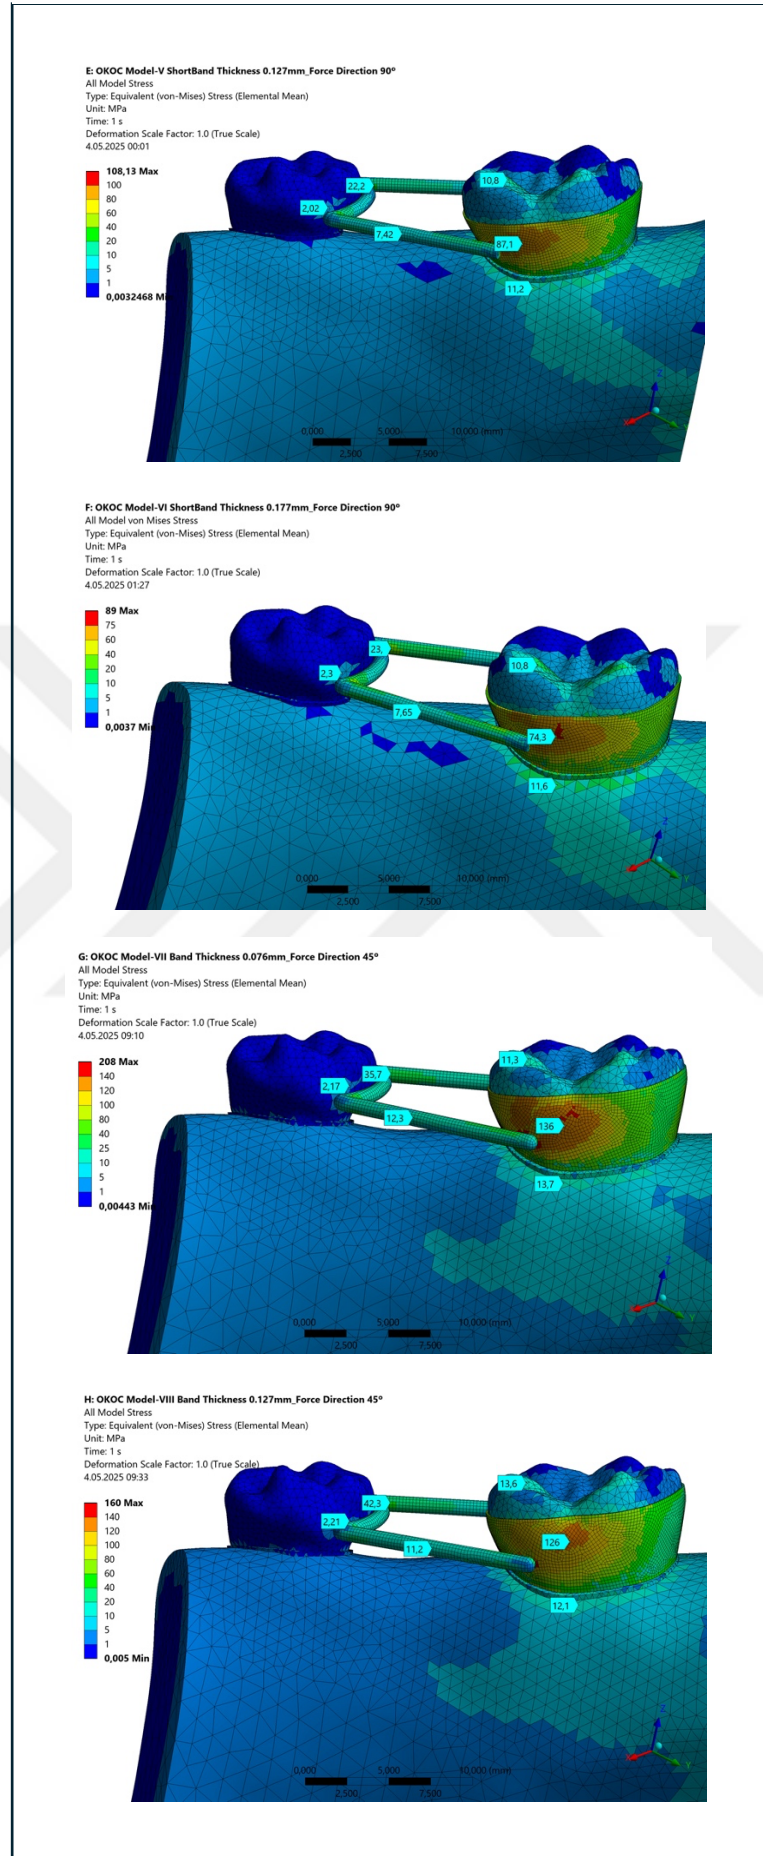 E: OKOC Model-V ShortBand Thickness 0.127mm_Force Direction 90º
All Model Stress
Type: Equivalent (von-Mises) Stress (Elemental Mean)
Unit: MPa
Time: 1 s
Deformation Scale Factor: 1.0 (True Scale)
4.05.2025 00:01
108,13 Max
100
80
60
40
20
10
5
1
0,0032468 Mi
22,2
10,8
2,02
7,42
87,1
11,2
Z
X
0,000 5,000 10,000 (mm)
2,500 7,500
F: OKOC Model-VI ShortBand Thickness 0.177mm_Force Direction 90º
All Model von Mises Stress
Type: Equivalent (von-Mises) Stress (Elemental Mean)
Unit: MPa
Time: 1 s
Deformation Scale Factor: 1.0 (True Scale)
4.05.2025 01:27
89 Max
75
60
40
20
10
5
1
0,0037 Min
23,
10,8
2,3
7,65
74,3
11,6
Z
Y
0,000 5,000 10,000 (mm)
2,500 7,500
G: OKOC Model-VII Band Thickness 0.076mm_Force Direction 45º
All Model Stress
Type: Equivalent (von-Mises) Stress (Elemental Mean)
Unit: MPa
Time: 1 s
Deformation Scale Factor: 1.0 (True Scale)
4.05.2025 09:10
208 Max
140
120
100
80
40
25
10
5
1
0,00443 Mi
11,3
35,7
2,17
12,3
136
13,7
Z
Y
0,000 5,000 10,000 (mm)
2,500 7,500
H: OKOC Model-VIII Band Thickness 0.127mm_Force Direction 45º
All Model Stress
Type: Equivalent (von-Mises) Stress (Elemental Mean)
Unit: MPa
Time: 1 s
Deformation Scale Factor: 1.0 (True Scale)
4.05.2025 09:33
160 Max
140
120
100
80
60
40
20
10
5
1
0,005 Min
13,6
42,3
2,21
11,2
126
12,1
Z
X
Y
0,000 5,000 10,000 (mm)
2,500 7,500